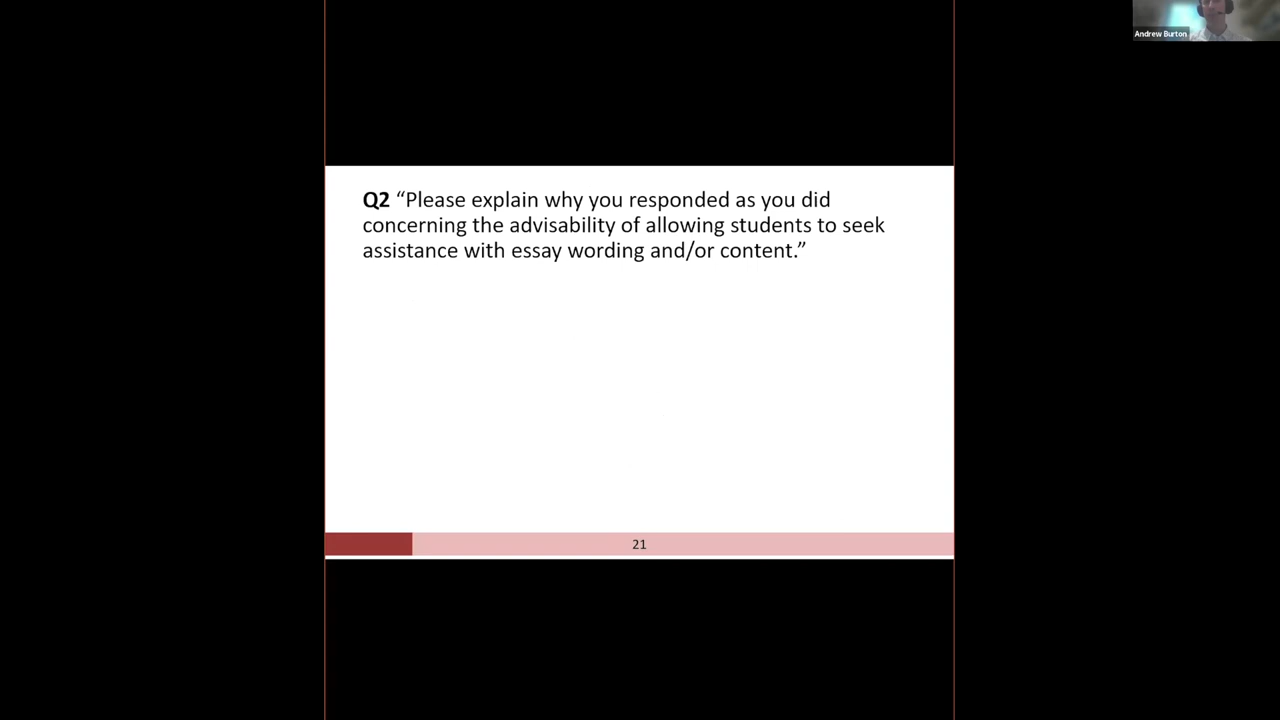 Andrew Burton
Q2 “Please explain why you responded as you did
concerning the advisability of allowing students to seek
assistance with essay wording and/or content.”
21